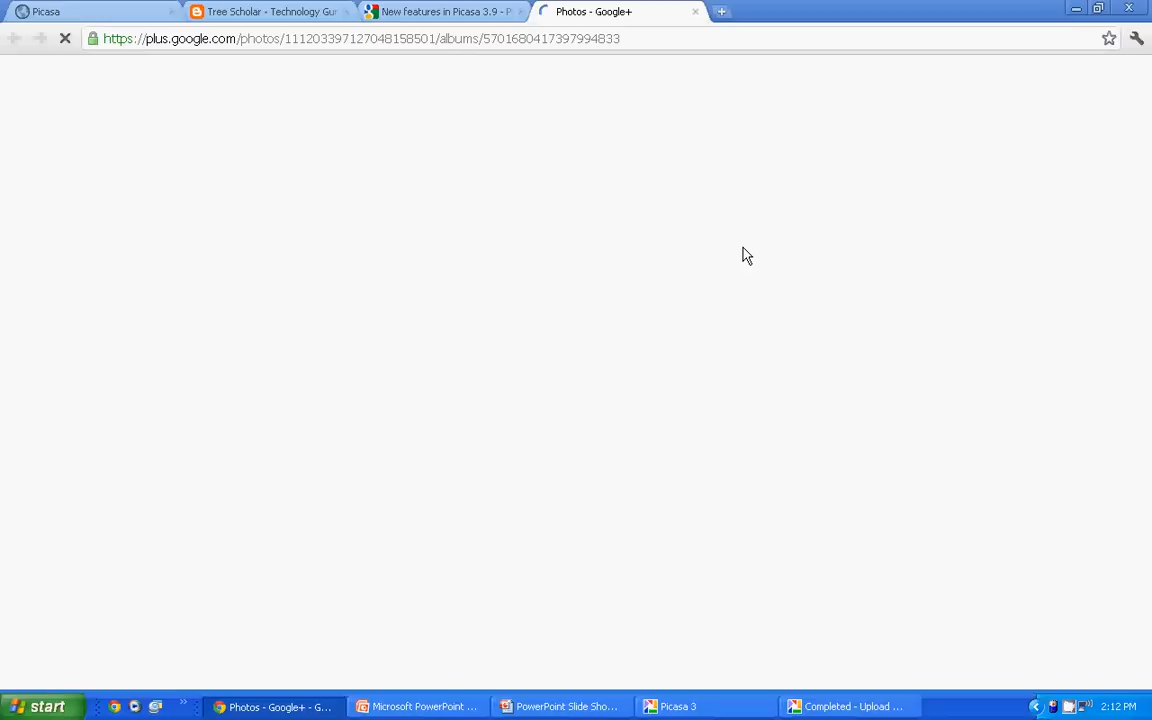 Picasa
Tree Scholar - Technology Gur
New features in Picasa 3.9 - P
Photos - Google+
https://plus.google.com/photos/111203397127048158501/albums/5701680417397994833
start
Photos - Google+ - G...
Microsoft PowerPoint ...
PowerPoint Slide Sho...
Picasa 3
Completed - Upload ...
2:12 PM